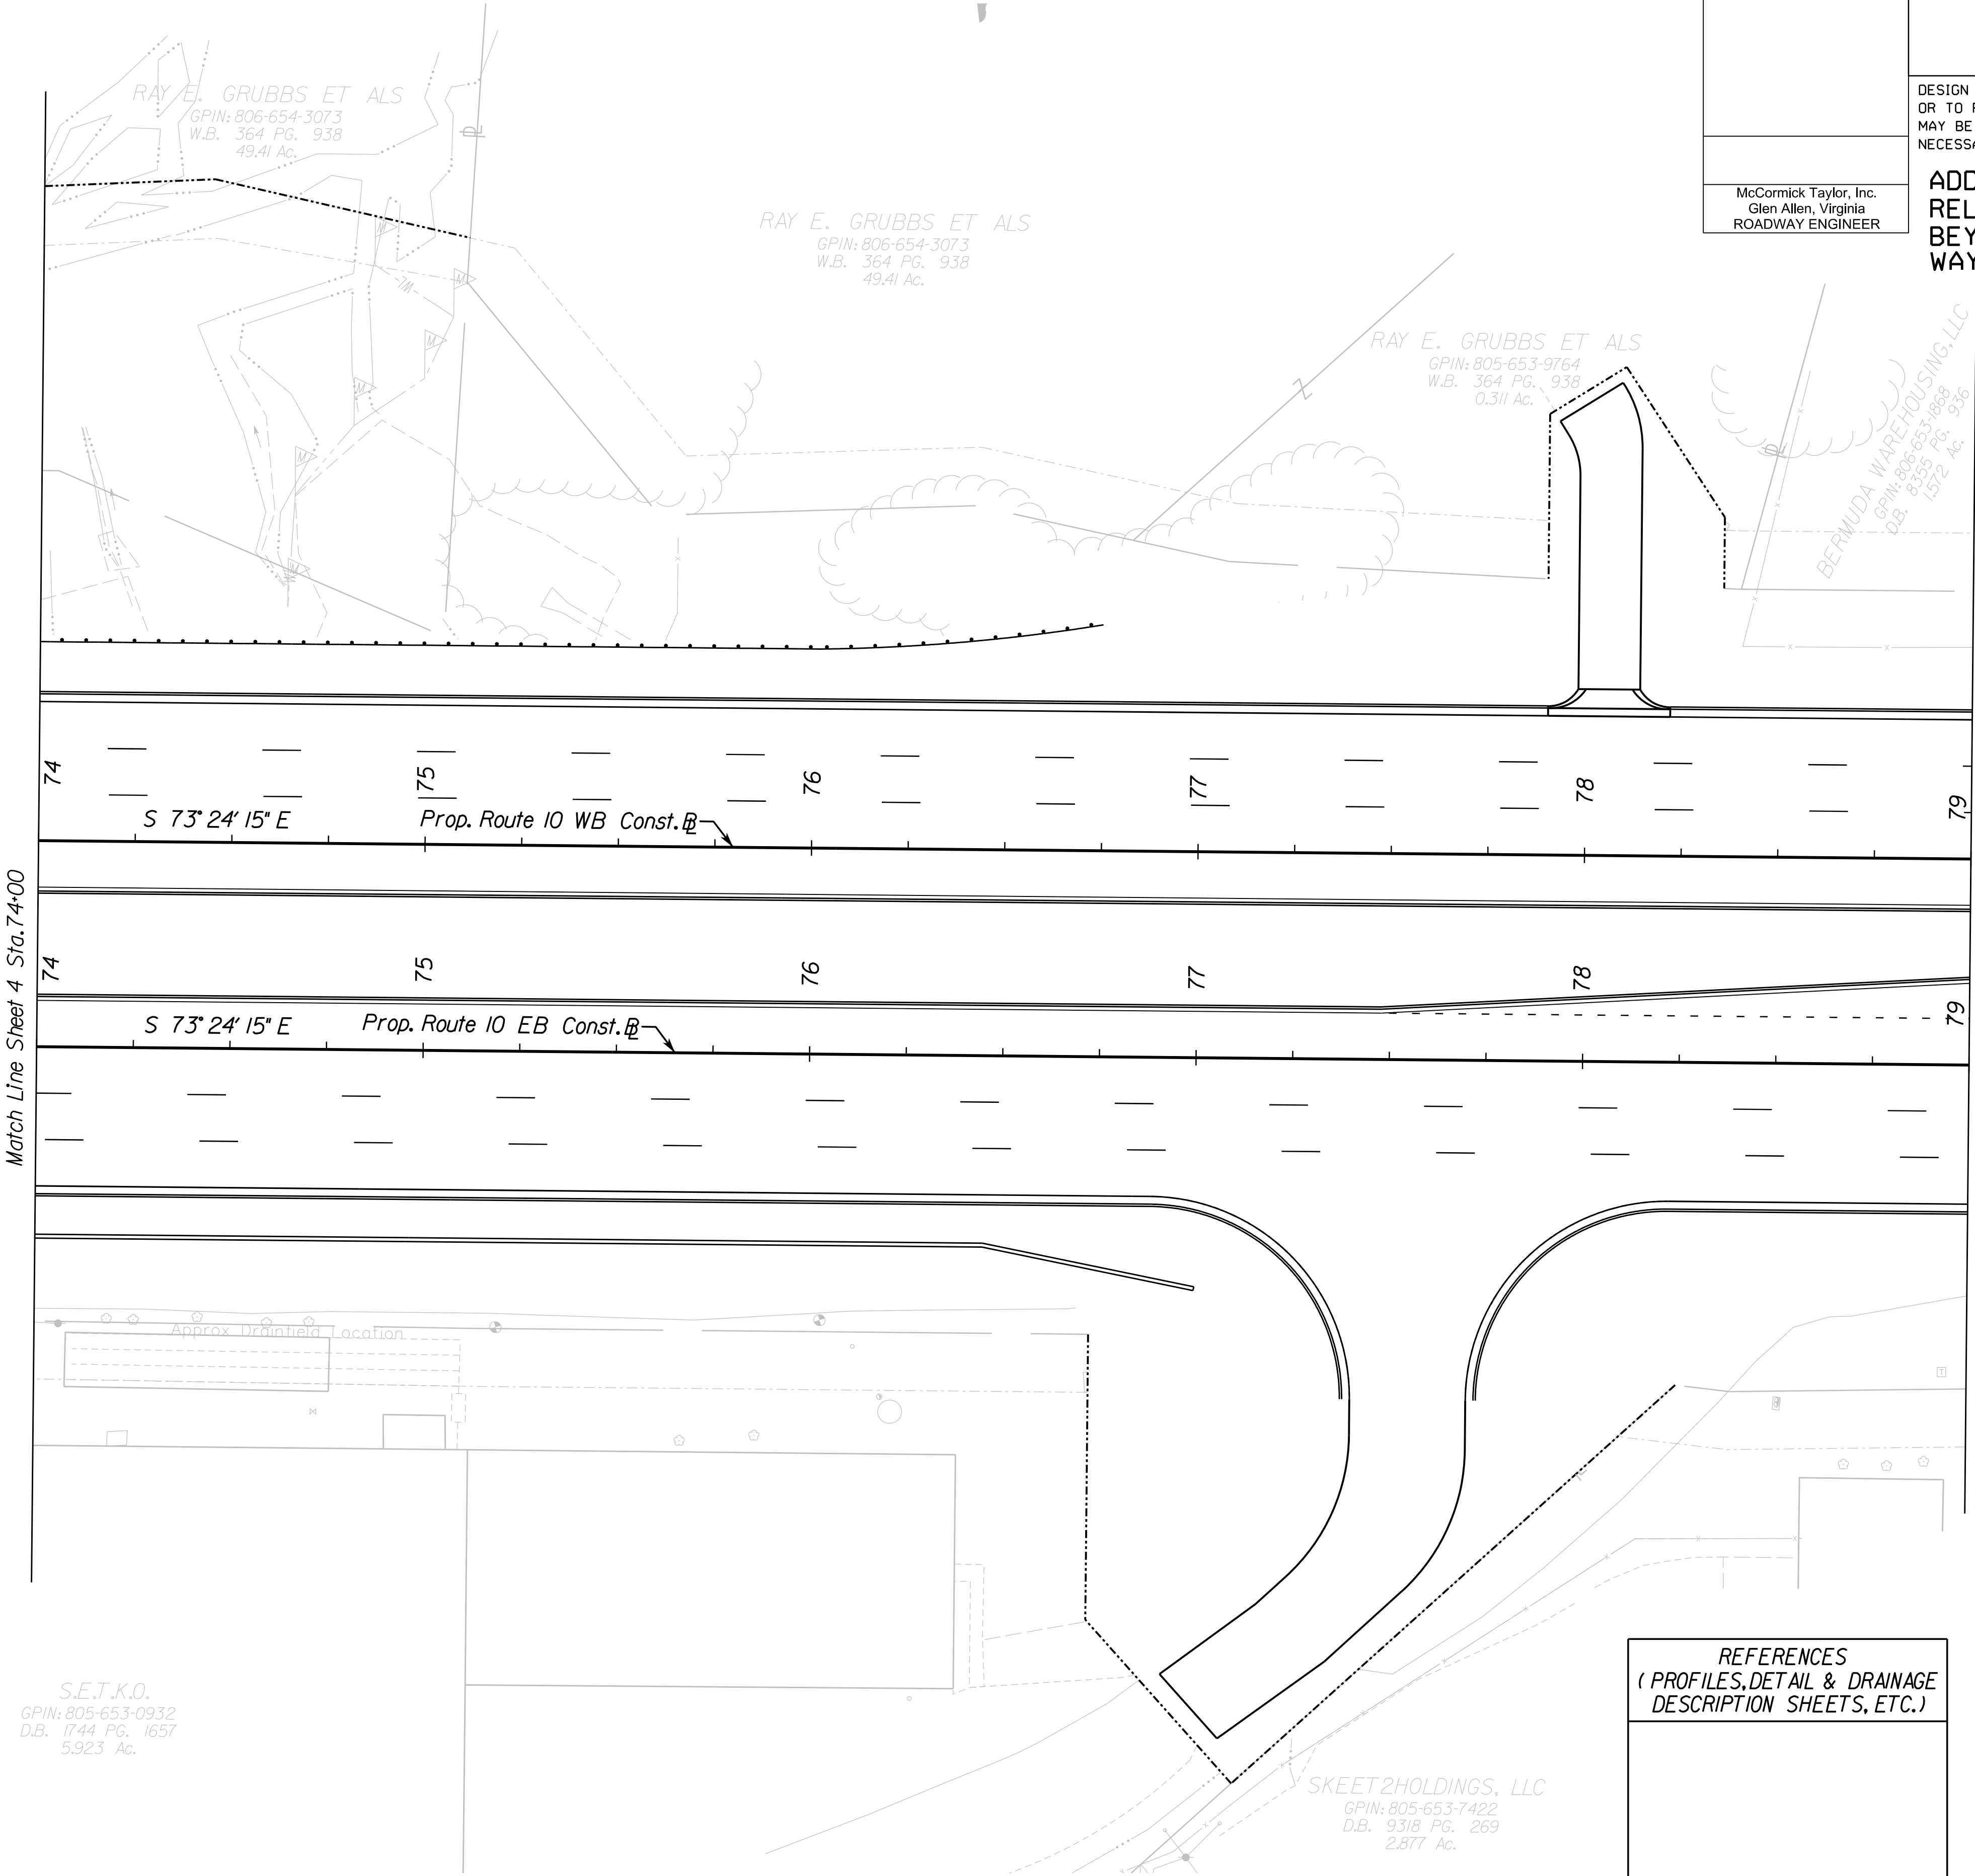 RAY E. GRUBBS ET ALS
GPIN: 806-654-3073
W.B. 364 PG. 938
49.41 Ac.
RAY E. GRUBBS ET ALS
GPIN: 806-654-3073
W.B. 364 PG. 938
49.41 Ac.
RAY E. GRUBBS ET ALS
GPIN: 805-653-9764
W.B. 364 PG. 938
0.311 Ac.
BERMUDA WAREHOUSING, LLC
GPIN: 806-653-1868
D.B. 8355 PG. 936
1.572 Ac.
McCormick Taylor, Inc.
Glen Allen, Virginia
ROADWAY ENGINEER
DESIGN
OR TO
MAY BE
NECESSA
ADD
REL
BEY
WAY
M
M
M
M
M
M
WL
74
75
76
77
78
79
S 73° 24' 15" E
Prop. Route 10 WB Const. BL
Match Line Sheet 4 Sta. 74+00
74
75
76
77
78
79
S 73° 24' 15" E
Prop. Route 10 EB Const. BL
Approx Drainfield Location
T
S.E.T.K.O.
GPIN: 805-653-0932
D.B. 1744 PG. 1657
5.923 Ac.
SKEET2HOLDINGS, LLC
GPIN: 805-653-7422
D.B. 9318 PG. 269
2.877 Ac.
REFERENCES
( PROFILES, DETAIL & DRAINAGE
DESCRIPTION SHEETS, ETC.)